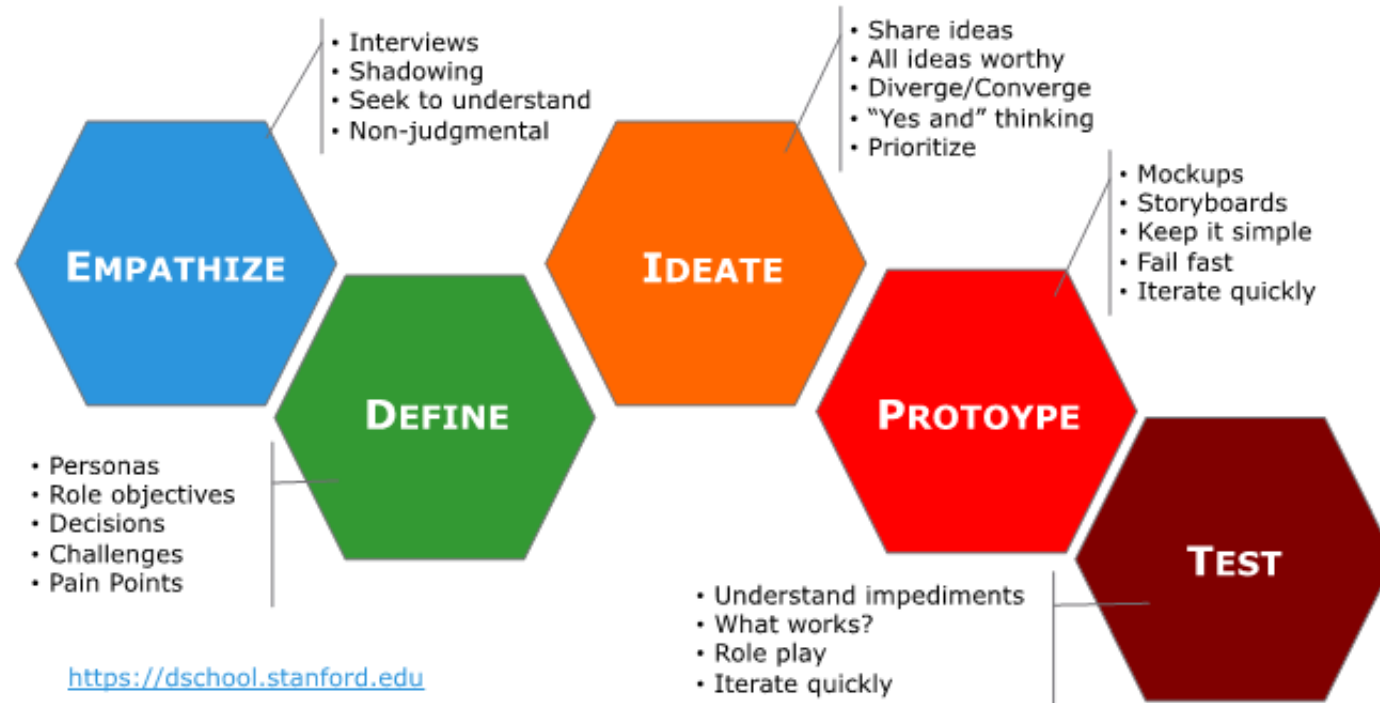 EMPATHIZE
• Interviews
• Shadowing
• Seek to understand
• Non-judgmental
DEFINE
• Personas
• Role objectives
• Decisions
• Challenges
• Pain Points
IDEATE
• Share ideas
• All ideas worthy
• Diverge/Converge
• “Yes and” thinking
• Prioritize
PROTOYPE
• Mockups
• Storyboards
• Keep it simple
• Fail fast
• Iterate quickly
TEST
• Understand impediments
• What works?
• Role play
• Iterate quickly
https://dschool.stanford.edu